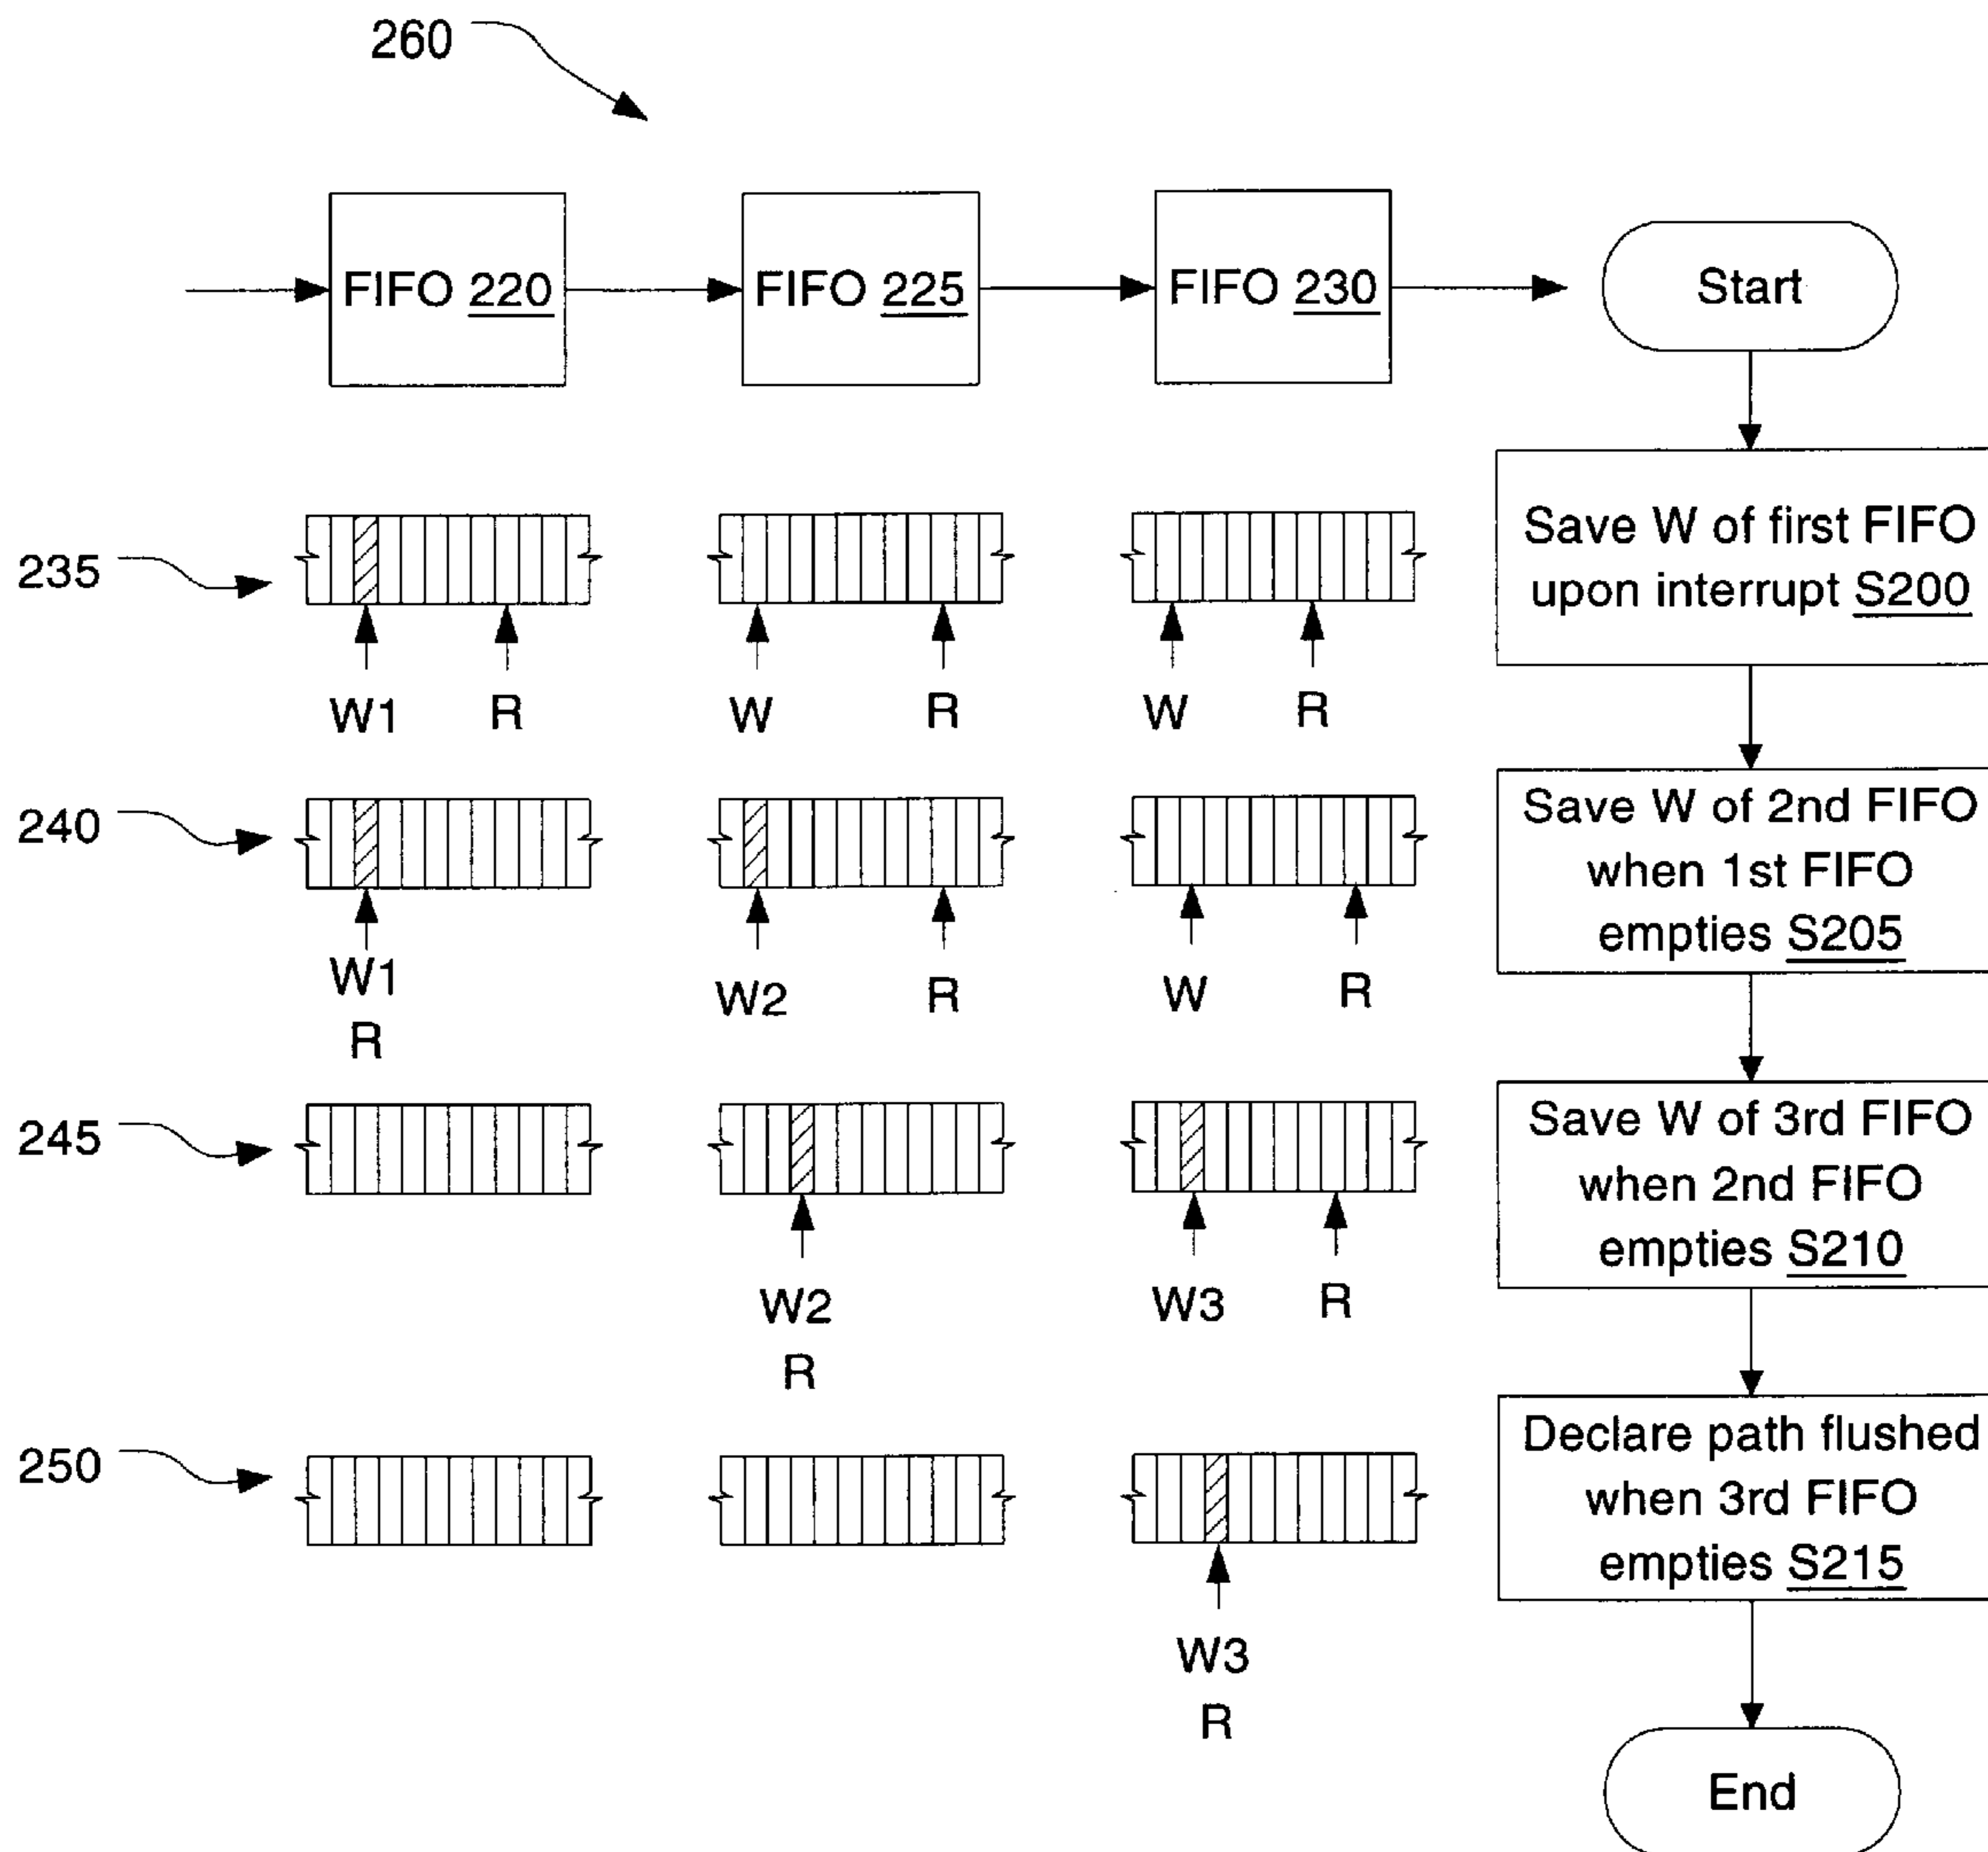 260
FIFO 220
FIFO 225
FIFO 230
Start
235
W1
R
W
R
W
R
Save W of first FIFO
upon interrupt S200
240
W1
R
W2
R
W
R
Save W of 2nd FIFO
when 1st FIFO
empties S205
245
W2
R
W3
R
Save W of 3rd FIFO
when 2nd FIFO
empties S210
250
W3
R
Declare path flushed
when 3rd FIFO
empties S215
End